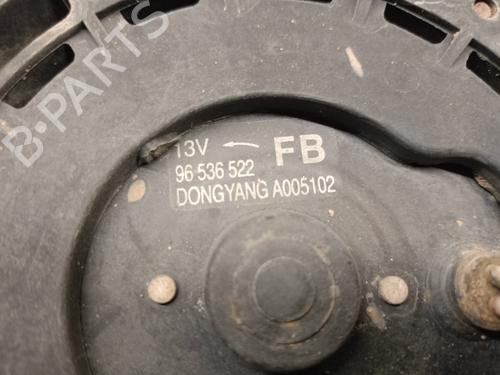 B-PARTS
13V ← FB
96 536 522
DONGYANG A005102